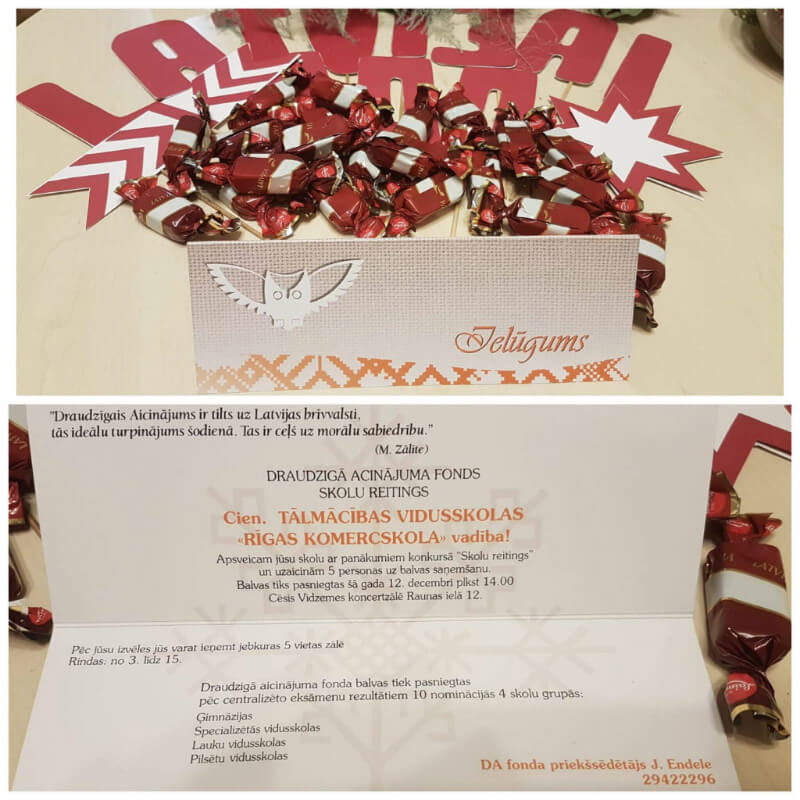 LATVIJAI
100
Ielūgums
"Draudzīgais Aicinājums ir tilts uz Latvijas brīvvalsti,
tās ideālu turpinājums šodienā. Tas ir ceļš uz morālu sabiedrību."
(M. Zālīte)
DRAUDZIGĀ ACINĀJUMA FONDS
SKOLU REITINGS
Cien. TĀLMĀCĪBAS VIDUSSKOLAS
«RĪGAS KOMERCSKOLA» vadība!
Apsveicam jūsu skolu ar panākumiem konkursā "Skolu reitings"
un uzaicinām 5 personas uz balvas saņemšanu.
Balvas tiks pasniegtas šā gada 12. decembrī plkst 14.00
Cēsis Vidzemes koncertzālē Raunas ielā 12.
Pēc jūsu izvēles jūs varat ieņemt jebkuras 5 vietas zālē
Rindas: no 3. līdz 15.
Draudzīgā aicinājuma fonda balvas tiek pasniegtas
pēc centralizēto eksāmenu rezultātiem 10 nominācijās 4 skolu grupās:
Ģimnāzijas
Specializētās vidusskolas
Lauku vidusskolas
Pilsētu vidusskolas
DA fonda priekšsēdētājs J. Endele
29422296